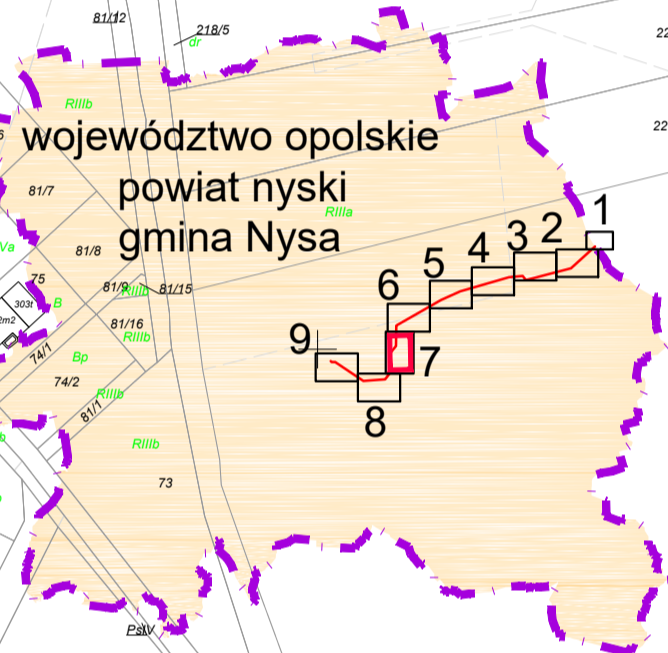 81/12
218/5
dr
22
RIIIb
województwo opolskie
22
powiat nyski
81/7
RIIIa
1
gmina Nysa
2
3
Va
81/8
4
5
75
81/9
RIIIb
81/15
6
303t
B
m2
81/16
RIIIb
9
74/1
Bp
7
74/2
RIIIb
81/1
8
RIIIb
73
b
PsIV